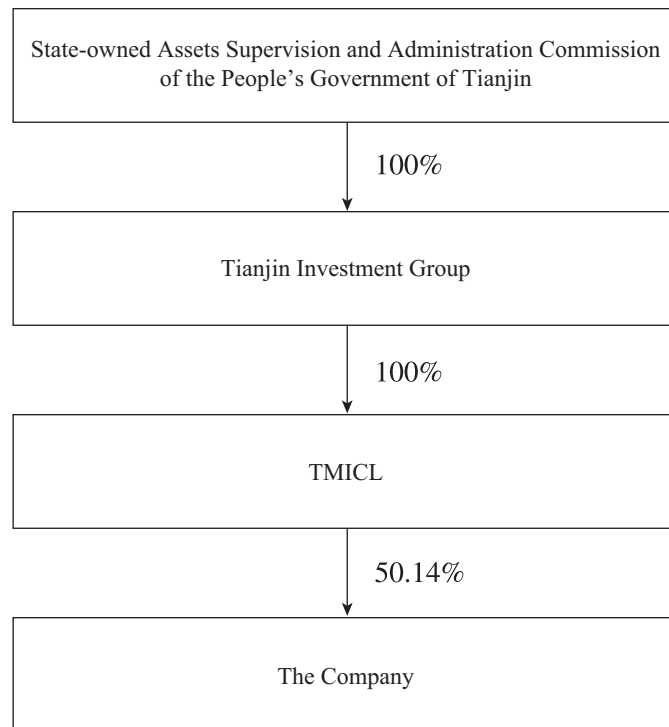 State-owned Assets Supervision and Administration Commission
of the People’s Government of Tianjin
100%
Tianjin Investment Group
100%
TMICL
50.14%
The Company